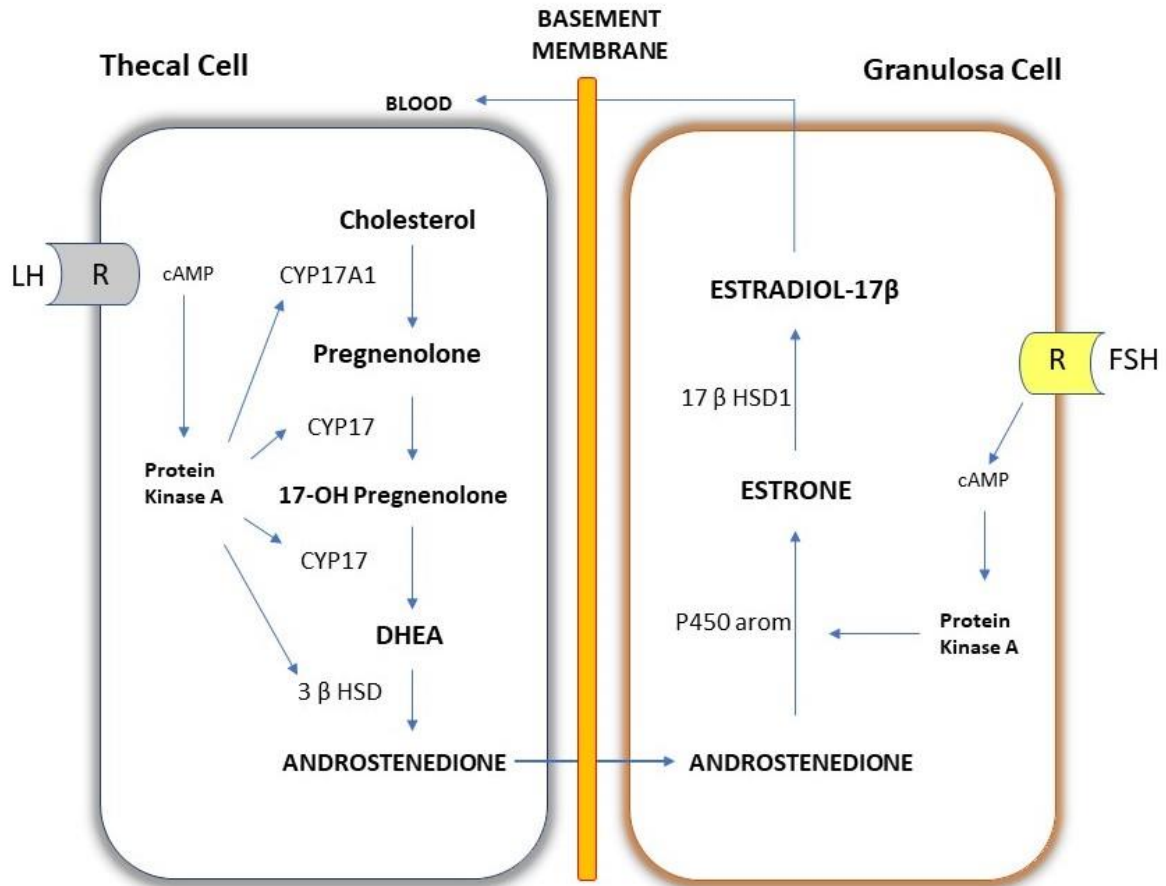 BASEMENT
MEMBRANE
Thecal Cell
Granulosa Cell
BLOOD
Cholesterol
LH
R
cAMP
CYP17A1
Pregnenolone
CYP17
Protein
Kinase A
17-OH Pregnenolone
CYP17
DHEA
3 β HSD
ANDROSTENEDIONE
ESTRADIOL-17β
R
FSH
17 β HSD1
ESTRONE
cAMP
P450 arom
Protein
Kinase A
ANDROSTENEDIONE